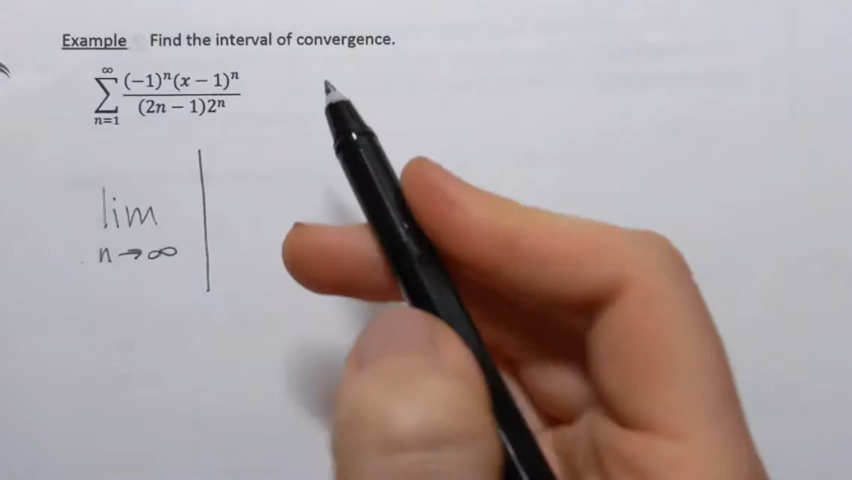 Example Find the interval of convergence.
∞
∑ (-1)ⁿ(x − 1)ⁿ / (2n − 1)2ⁿ
n=1
lim |
n→∞